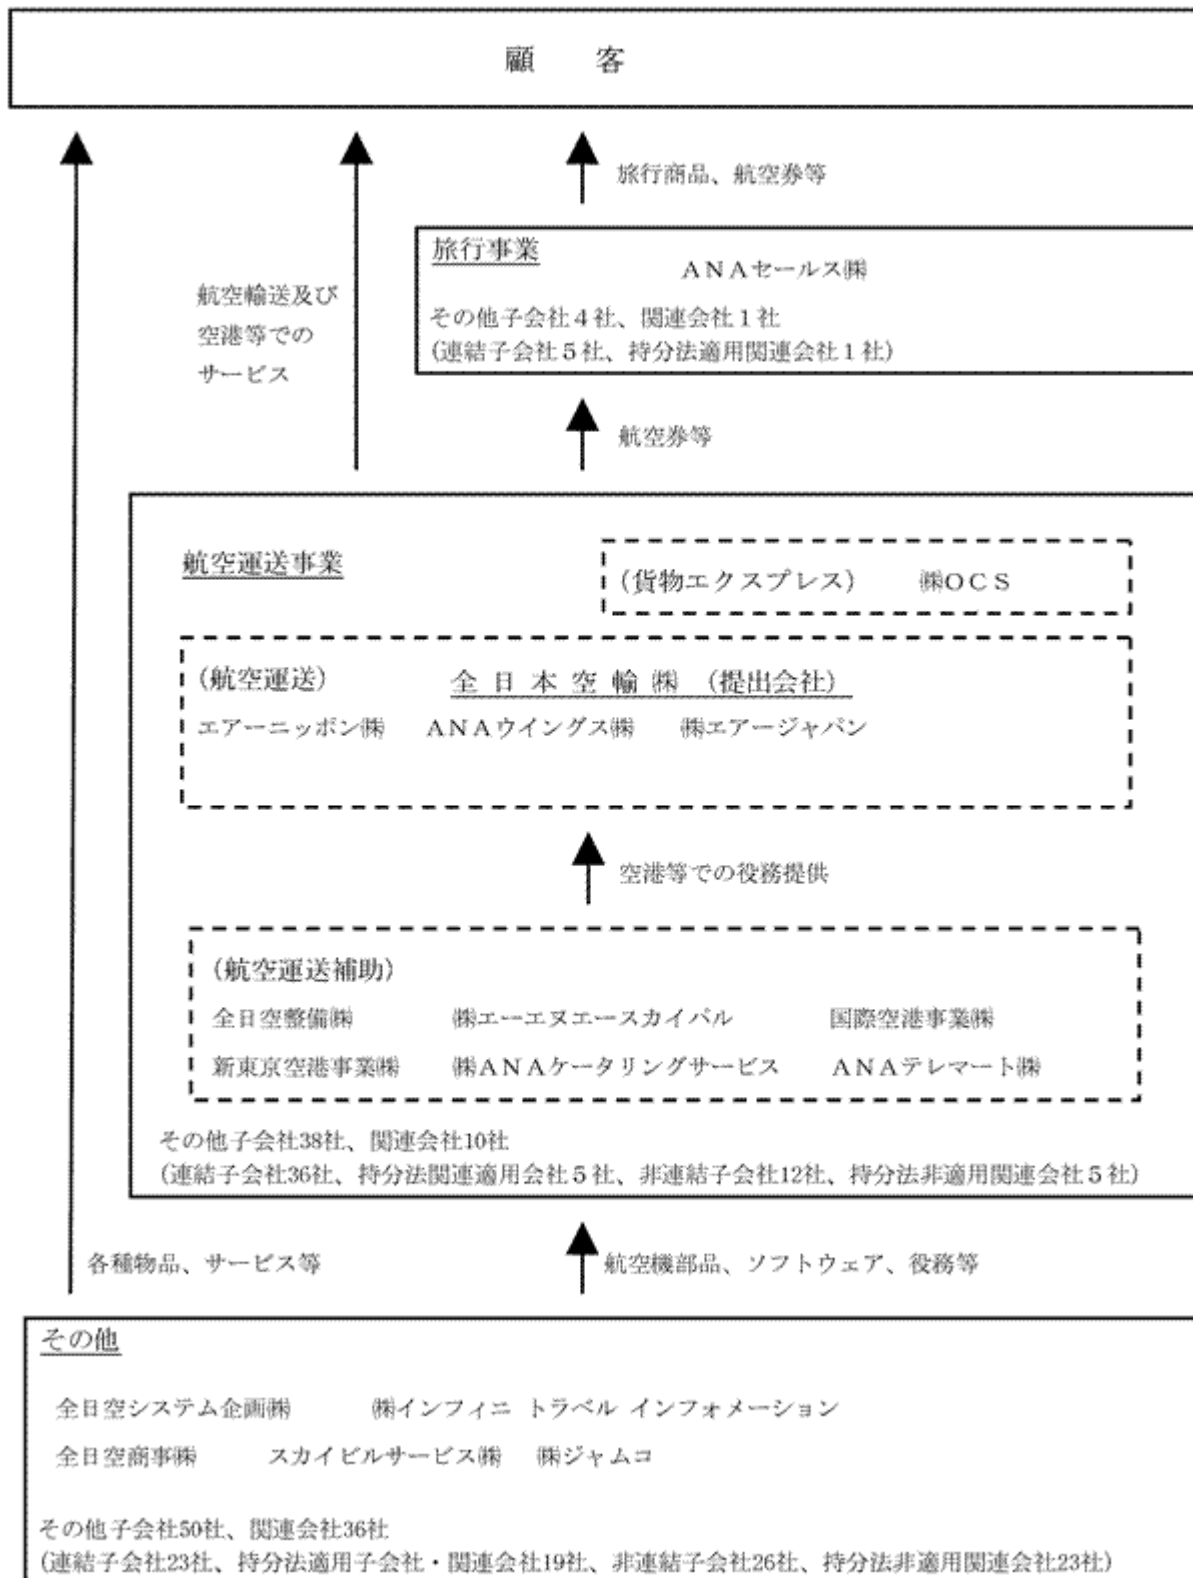 顧　客
旅行商品、航空券等
旅行事業
ＡＮＡセールス㈱
その他子会社４社、関連会社１社
(連結子会社５社、持分法適用関連会社１社)
航空輸送及び
空港等での
サービス
航空券等
航空運送事業
(貨物エクスプレス)　㈱ＯＣＳ
(航空運送)　全日本空輸㈱　(提出会社)
エアーニッポン㈱　ＡＮＡウイングス㈱　㈱エアージャパン
空港等での役務提供
(航空運送補助)
全日空整備㈱　㈱エーエヌエースカイパル　国際空港事業㈱
新東京空港事業㈱　㈱ＡＮＡケータリングサービス　ＡＮＡテレマート㈱
その他子会社38社、関連会社10社
(連結子会社36社、持分法関連適用会社５社、非連結子会社12社、持分法非適用関連会社５社)
各種物品、サービス等
航空機部品、ソフトウェア、役務等
その他
全日空システム企画㈱　㈱インフィニ トラベル インフォメーション
全日空商事㈱　スカイビルサービス㈱　㈱ジャムコ
その他子会社50社、関連会社36社
(連結子会社23社、持分法適用子会社・関連会社19社、非連結子会社26社、持分法非適用関連会社23社)